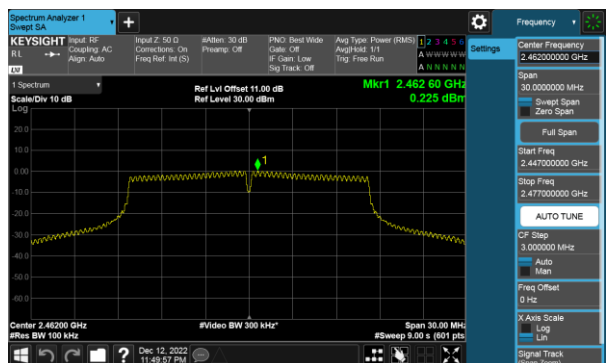 Spectrum Analyzer 1
Swept SA
+
Frequency
KEYSIGHT Input: RF Input Z: 50 Ω #Atten: 30 dB PNO: Best Wide Avg Type: Power (RMS) 1 2 3 4 5 6
RL Coupling: AC Corrections: On Preamp: Off Gate: Off Avg|Hold: 1/1 A W W W W W
Align: Auto Freq Ref: Int (S) IF Gain: Low Trig: Free Run
Sig Track: Off A N N N N N
LW
Settings
1 Spectrum
Ref Lvl Offset 11.00 dB Mkr1 2.462 60 GHz
Scale/Div 10 dB Ref Level 30.00 dBm 0.225 dBm
Log
20.0
10.0
0.00
-10.0
-20.0
-30.0
-40.0
-50.0
-60.0
1
Center 2.46200 GHz #Video BW 300 kHz* Span 30.00 MHz
#Res BW 100 kHz #Sweep 9.00 s (601 pts)
? Dec 12, 2022
11:49:57 PM
Center Frequency
2.462000000 GHz
Span
30.0000000 MHz
Swept Span
Zero Span
Full Span
Start Freq
2.447000000 GHz
Stop Freq
2.477000000 GHz
AUTO TUNE
CF Step
3.000000 MHz
Auto
Man
Freq Offset
0 Hz
X Axis Scale
Log
Lin
Signal Track
(Span Zoom)